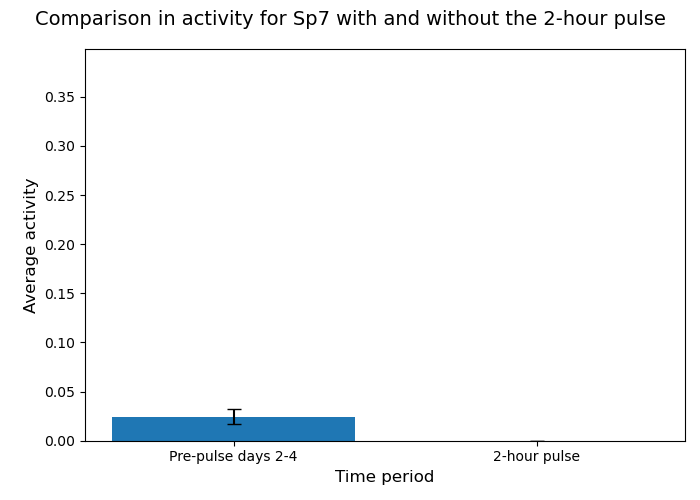 Comparison in activity for Sp7 with and without the 2-hour pulse
0.35
0.30
0.25
0.20
0.15
0.10
0.05
0.00
Average activity
Pre-pulse days 2-4
2-hour pulse
Time period